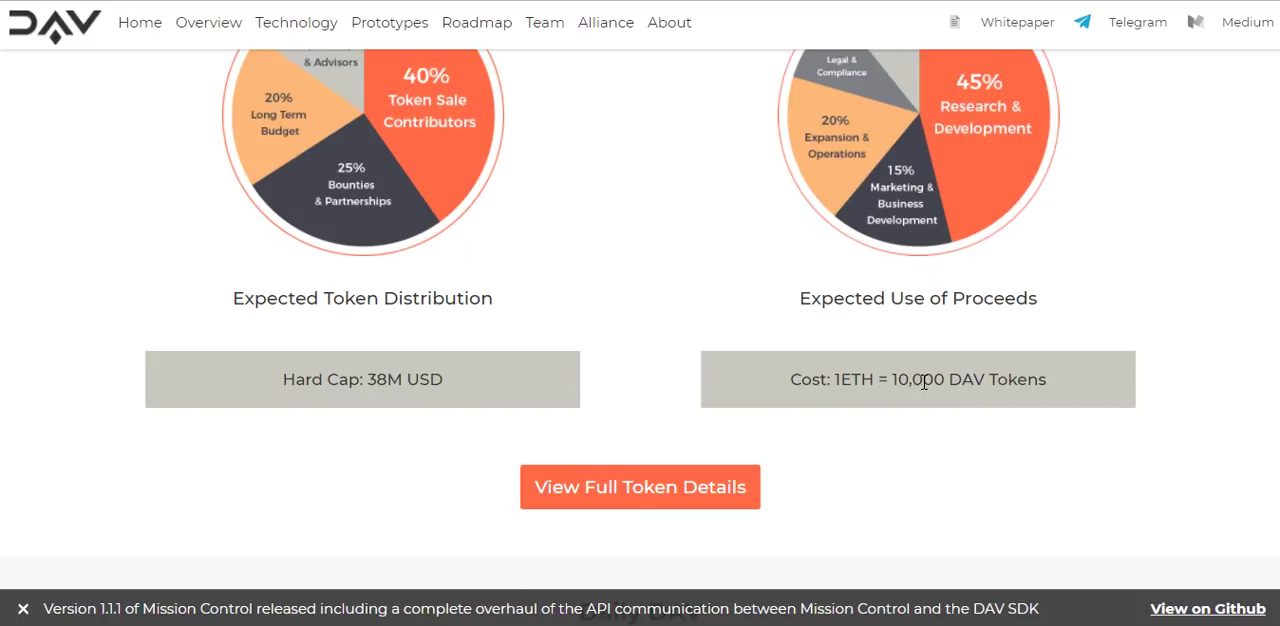 DAV
Home Overview Technology Prototypes Roadmap Team Alliance About
Whitepaper Telegram Medium
& Advisors
40%
Token Sale
Contributors
20%
Long Term
Budget
25%
Bounties
& Partnerships
Legal &
Compliance
45%
Research &
Development
20%
Expansion &
Operations
15%
Marketing &
Business
Development
Expected Token Distribution
Expected Use of Proceeds
Hard Cap: 38M USD
Cost: 1ETH = 10,000 DAV Tokens
View Full Token Details
Version 1.1.1 of Mission Control released including a complete overhaul of the API communication between Mission Control and the DAV SDK
View on Github